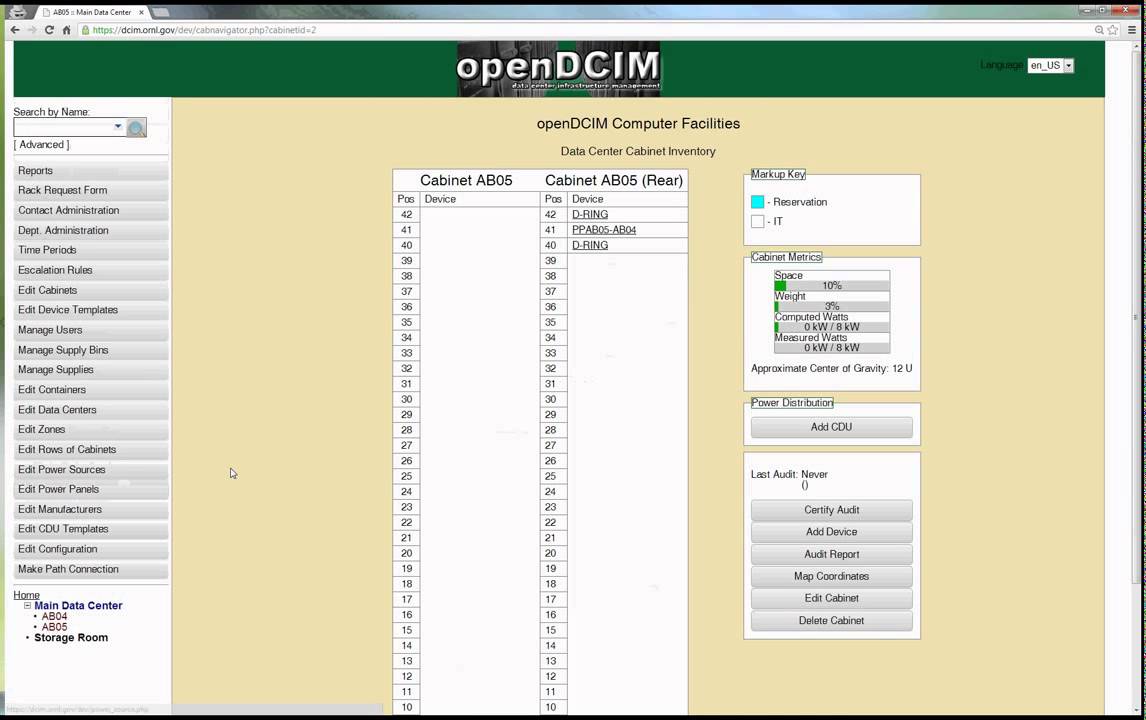 AB05 :: Main Data Center
https://dcim.ornl.gov/dev/cabnavigator.php?cabinetid=2
openDCIM
data center infrastructure management
Language en_US
Search by Name:
[ Advanced ]
Reports
Rack Request Form
Contact Administration
Dept. Administration
Time Periods
Escalation Rules
Edit Cabinets
Edit Device Templates
Manage Users
Manage Supply Bins
Manage Supplies
Edit Containers
Edit Data Centers
Edit Zones
Edit Rows of Cabinets
Edit Power Sources
Edit Power Panels
Edit Manufacturers
Edit CDU Templates
Edit Configuration
Make Path Connection
Home
Main Data Center
AB04
AB05
Storage Room
https://dcim.ornl.gov/dev/power_source.php
openDCIM Computer Facilities
Data Center Cabinet Inventory
Cabinet AB05 Cabinet AB05 (Rear)
Pos Device Pos Device
42 42 D-RING
41 41 PPAB05-AB04
40 40 D-RING
39 39
38 38
37 37
36 36
35 35
34 34
33 33
32 32
31 31
30 30
29 29
28 28
27 27
26 26
25 25
24 24
23 23
22 22
21 21
20 20
19 19
18 18
17 17
16 16
15 15
14 14
13 13
12 12
11 11
10 10
Markup Key
- Reservation
- IT
Cabinet Metrics
Space
10%
Weight
3%
Computed Watts
0 kW / 8 kW
Measured Watts
0 kW / 8 kW
Approximate Center of Gravity: 12 U
Power Distribution
Add CDU
Last Audit: Never
()
Certify Audit
Add Device
Audit Report
Map Coordinates
Edit Cabinet
Delete Cabinet